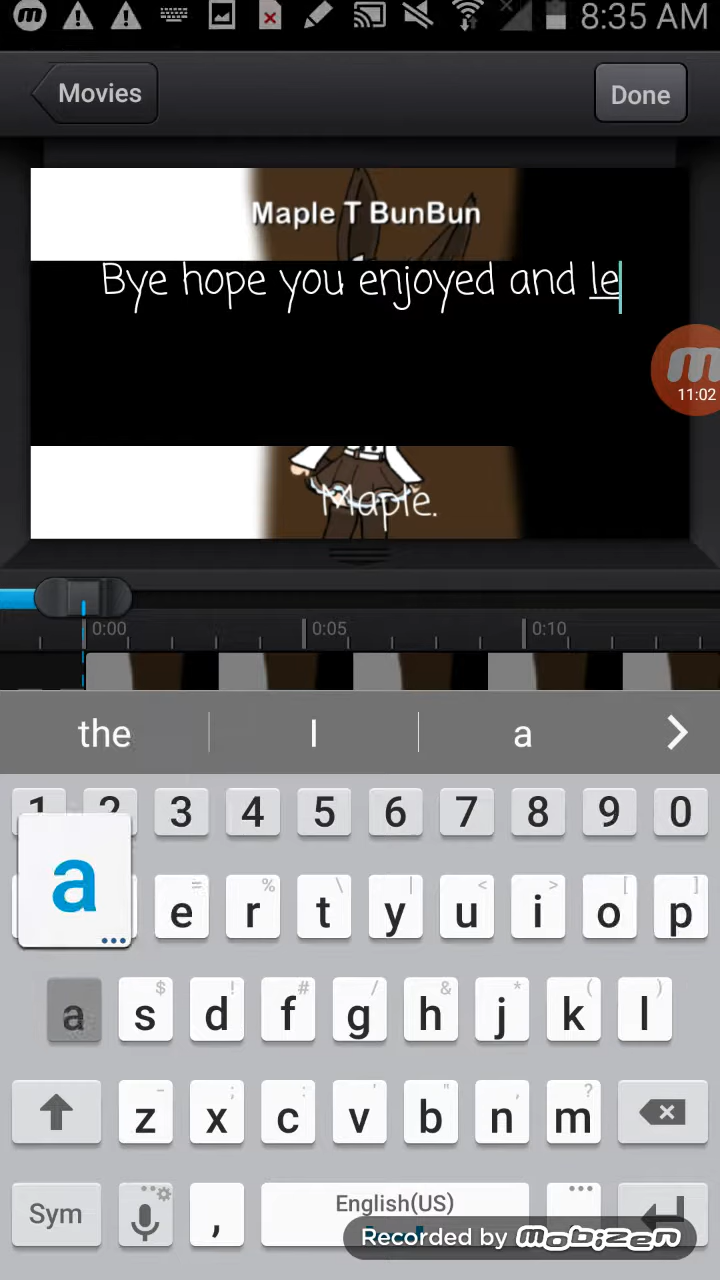 8:35 AM
Movies
Done
Maple T BunBun
Bye hope you enjoyed and le
11:02
Maple.
0:00 0:05 0:10
the I a
1 2 3 4 5 6 7 8 9 0
a e r t y u i o p
a s d f g h j k l
z x c v b n m
Sym , English(US)
Recorded by mobizen